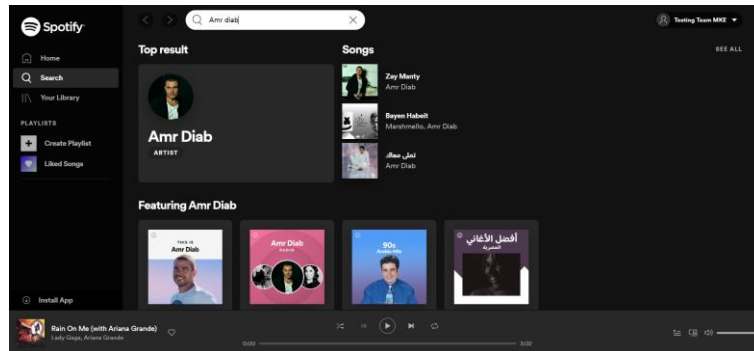 Spotify
Home
Search
Your Library
PLAYLISTS
Create Playlist
Liked Songs
Install App
Amr diab
Testing Team MKE
Top result
Amr Diab
ARTIST
Songs
SEE ALL
Zay Manty
Amr Diab
Bayen Habeit
Marshmello, Amr Diab
تملي معاك
Amr Diab
Featuring Amr Diab
THIS IS
Amr Diab
Amr Diab
RADIO
90s
Arabic Hits
أفضل الأغاني
المصرية
Rain On Me (with Ariana Grande)
Lady Gaga, Ariana Grande
0:00
3:02